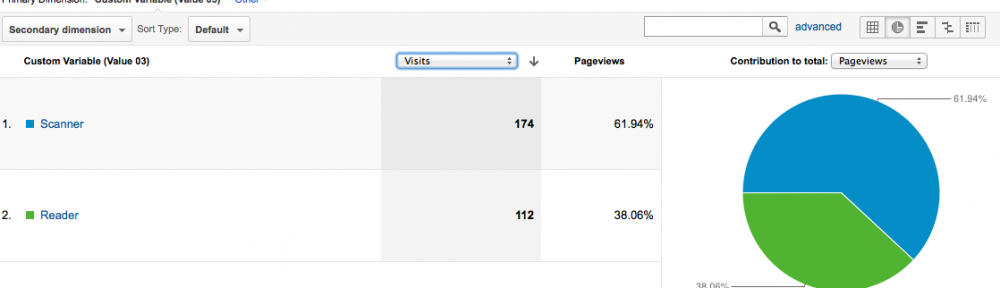 Primary Dimension: Custom Variable (Value 03) Other
Secondary dimension Sort Type: Default advanced
Custom Variable (Value 03) Visits Pageviews Contribution to total: Pageviews
61.94%
1. Scanner 174 61.94%
2. Reader 112 38.06%
38.06%